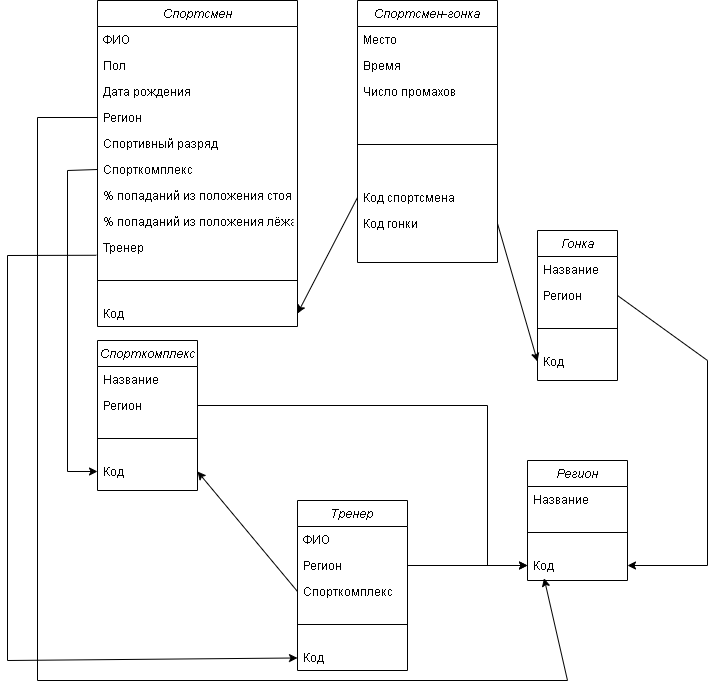 Спортсмен
ФИО
Пол
Дата рождения
Регион
Спортивный разряд
Спорткомплекс
% попаданий из положения стоя
% попаданий из положения лёжа
Тренер
Код
Спортсмен-гонка
Место
Время
Число промахов
Код спортсмена
Код гонки
Гонка
Название
Регион
Код
Спорткомплекс
Название
Регион
Код
Регион
Название
Код
Тренер
ФИО
Регион
Спорткомплекс
Код